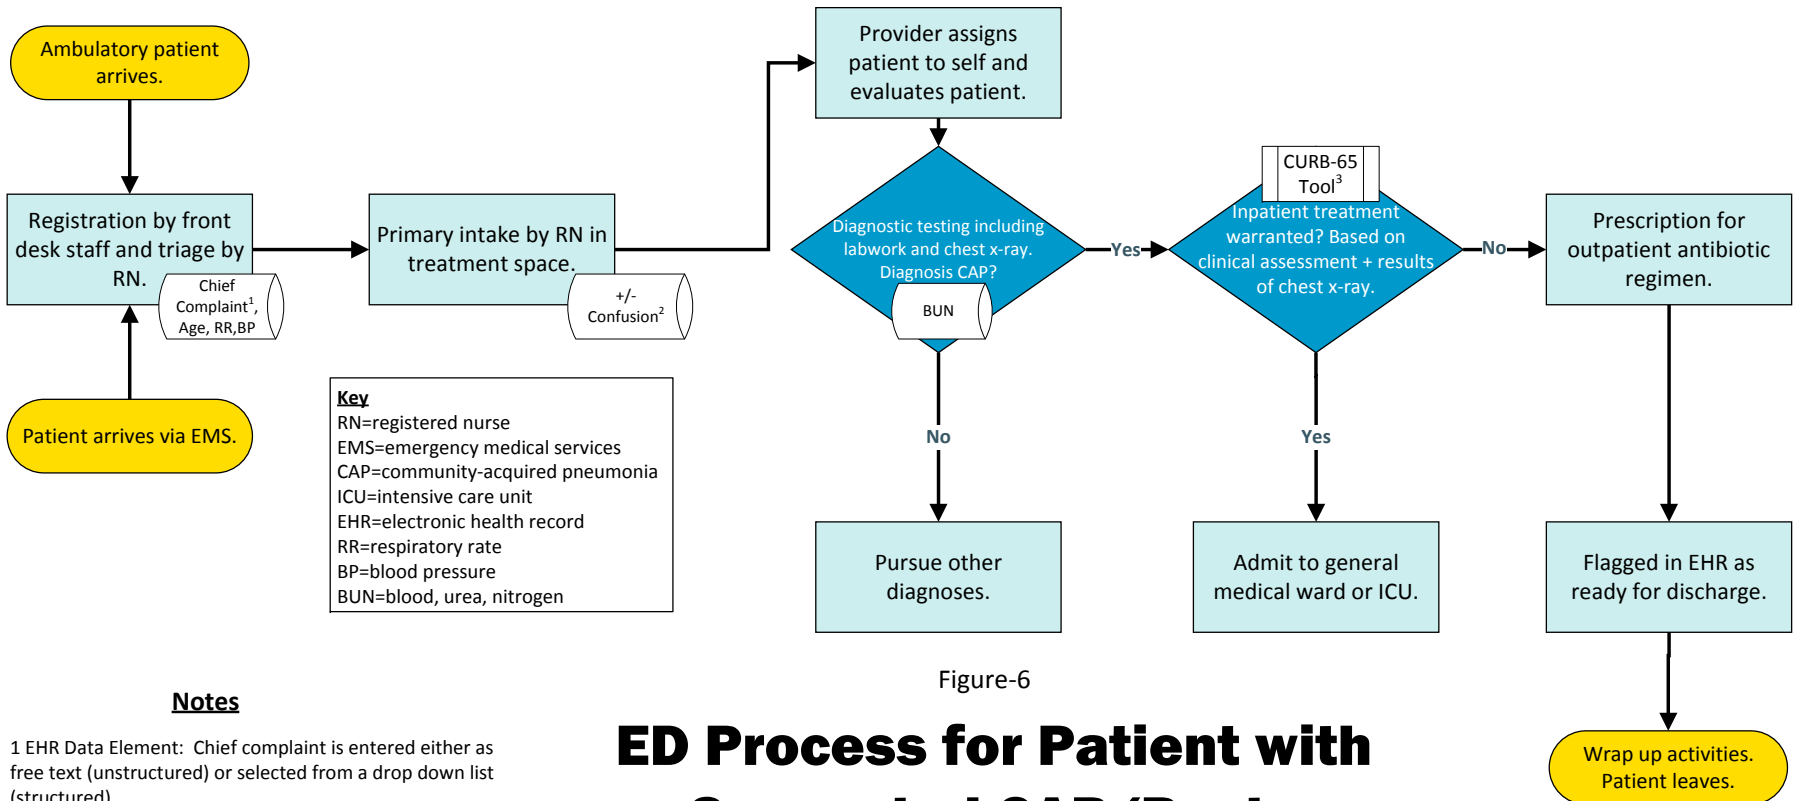 Ambulatory patient
arrives.
Registration by front
desk staff and triage by
RN.
Chief
Complaint1,
Age, RR,BP
Patient arrives via EMS.
Primary intake by RN in
treatment space.
+/-
Confusion2
Provider assigns
patient to self and
evaluates patient.
Diagnostic testing including
labwork and chest x-ray.
Diagnosis CAP?
BUN
Yes
No
Pursue other
diagnoses.
CURB-65
Tool3
Inpatient treatment
warranted? Based on
clinical assessment + results
of chest x-ray.
Yes
Admit to general
medical ward or ICU.
No
Prescription for
outpatient antibiotic
regimen.
Flagged in EHR as
ready for discharge.
Wrap up activities.
Patient leaves.
Key
RN=registered nurse
EMS=emergency medical services
CAP=community-acquired pneumonia
ICU=intensive care unit
EHR=electronic health record
RR=respiratory rate
BP=blood pressure
BUN=blood, urea, nitrogen
Notes
1 EHR Data Element: Chief complaint is entered either as
free text (unstructured) or selected from a drop down list
(structured)
Figure-6
ED Process for Patient with